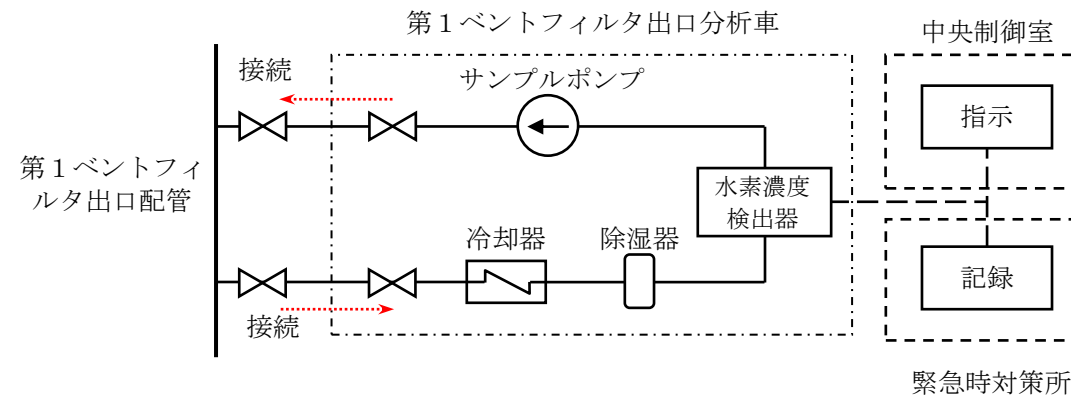 第１ベントフィルタ出口分析車
中央制御室
接続
サンプルポンプ
指示
第１ベントフィ
ルタ出口配管
水素濃度
検出器
冷却器
除湿器
記録
接続
緊急時対策所